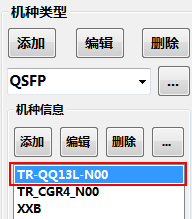 机种类型
添加 编辑 删除
QSFP ...
机种信息
添加 编辑 删除 ...
TR-QQ13L-N00
TR_CGR4_N00
XXB